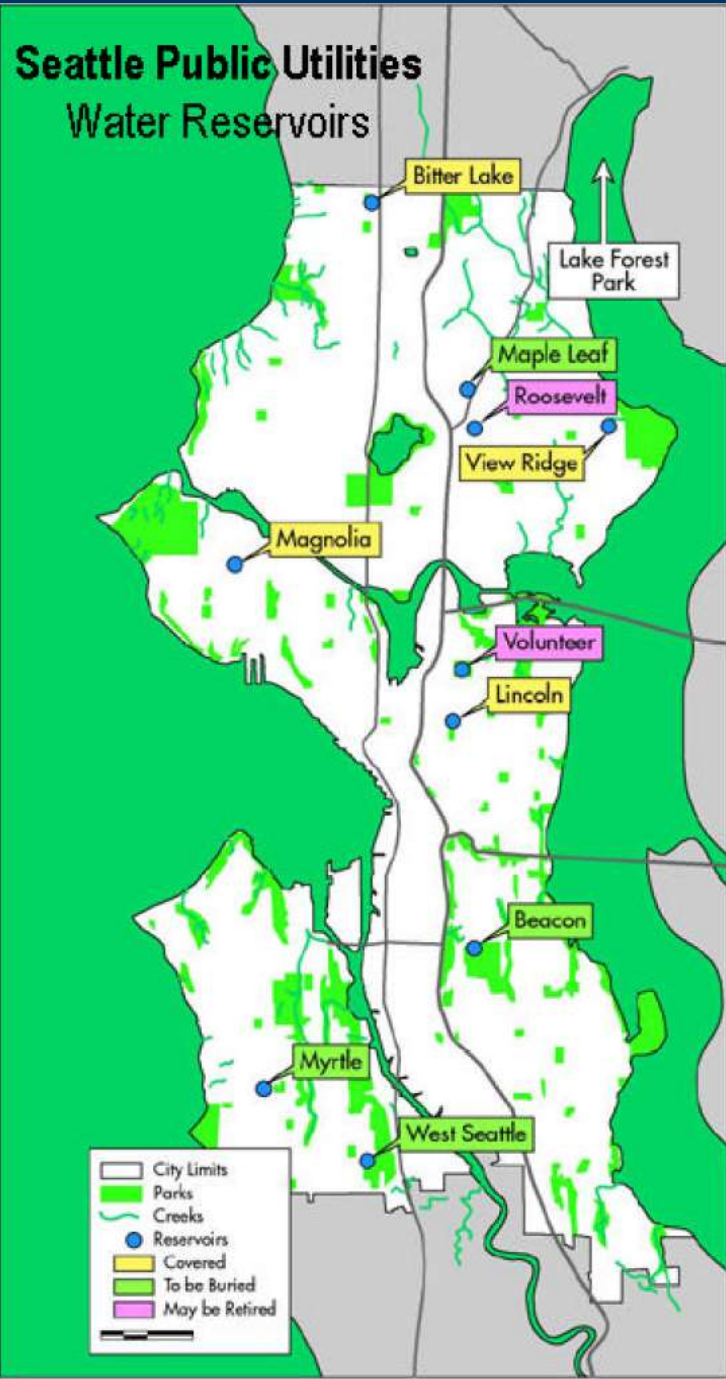 Seattle Public Utilities
Water Reservoirs
Bitter Lake
Lake Forest
Park
Maple Leaf
Roosevelt
View Ridge
Magnolia
Volunteer
Lincoln
Beacon
Myrtle
West Seattle
City Limits
Parks
Creeks
Reservoirs
Covered
To be Buried
May be Retired